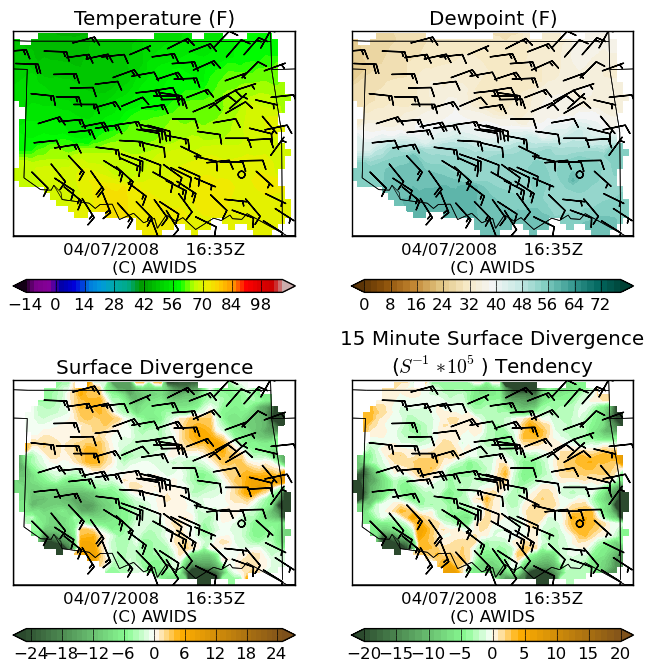 Temperature (F)
Dewpoint (F)
04/07/2008 16:35Z
(C) AWIDS
04/07/2008 16:35Z
(C) AWIDS
−14 0 14 28 42 56 70 84 98
0 8 16 24 32 40 48 56 64 72
Surface Divergence
15 Minute Surface Divergence
(S⁻¹ *10⁵ ) Tendency
04/07/2008 16:35Z
(C) AWIDS
04/07/2008 16:35Z
(C) AWIDS
−24 −18 −12 −6 0 6 12 18 24
−20 −15 −10 −5 0 5 10 15 20